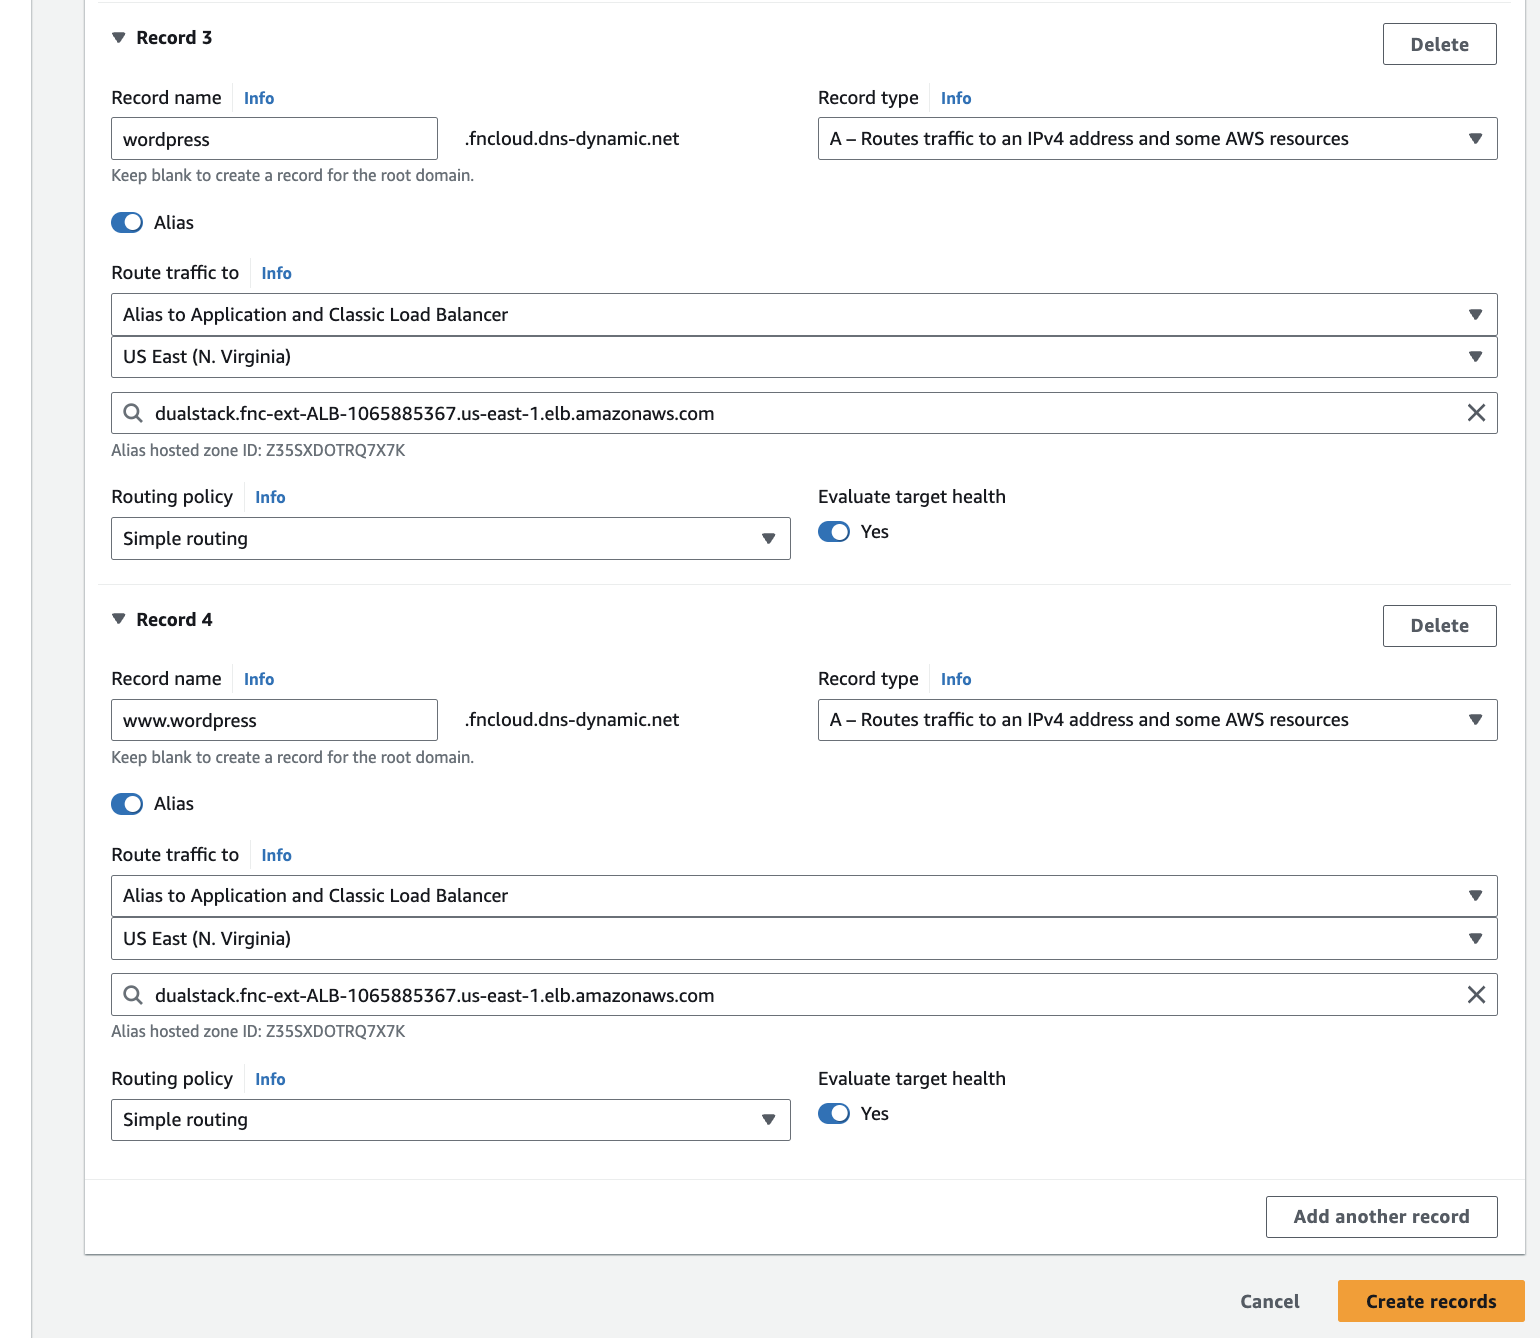 Record 3
Delete
Record name Info
Record type Info
wordpress .fncloud.dns-dynamic.net
A – Routes traffic to an IPv4 address and some AWS resources
Keep blank to create a record for the root domain.
Alias
Route traffic to Info
Alias to Application and Classic Load Balancer
US East (N. Virginia)
dualstack.fnc-ext-ALB-1065885367.us-east-1.elb.amazonaws.com
Alias hosted zone ID: Z35SXDOTRQ7X7K
Routing policy Info
Evaluate target health
Simple routing
Yes
Record 4
Delete
Record name Info
Record type Info
www.wordpress .fncloud.dns-dynamic.net
A – Routes traffic to an IPv4 address and some AWS resources
Keep blank to create a record for the root domain.
Alias
Route traffic to Info
Alias to Application and Classic Load Balancer
US East (N. Virginia)
dualstack.fnc-ext-ALB-1065885367.us-east-1.elb.amazonaws.com
Alias hosted zone ID: Z35SXDOTRQ7X7K
Routing policy Info
Evaluate target health
Simple routing
Yes
Add another record
Cancel
Create records